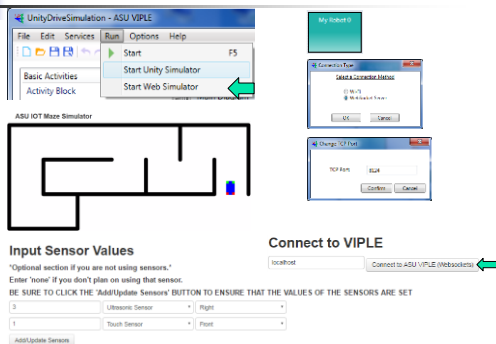 UnityDriveSimulation - ASU VIPLE
File Edit Services Run Options Help
Start F5
Start Unity Simulator
Start Web Simulator
Basic Activities
Activity Block
My Robot 0
Connection Type
Select a Connection Method
Wi-Fi
WebSocket Server
OK Cancel
Change TCP Port
TCP Port: 8124
Confirm Cancel
ASU IOT Maze Simulator
Input Sensor Values
*Optional section if you are not using sensors.*
Enter 'none' if you don't plan on using that sensor.
BE SURE TO CLICK THE 'Add/Update Sensors' BUTTON TO ENSURE THAT THE VALUES OF THE SENSORS ARE SET
3 Ultrasonic Sensor Right
1 Touch Sensor Front
Add/Update Sensors
Connect to VIPLE
localhost Connect to ASU VIPLE (Websockets)